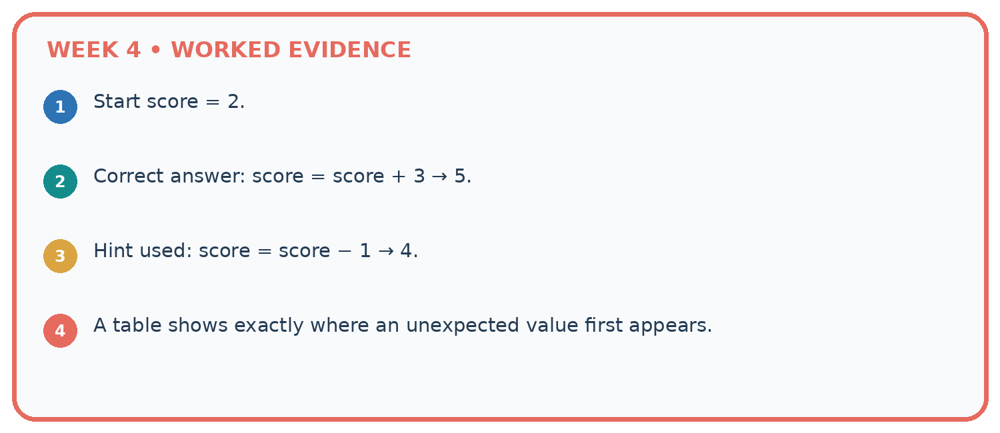 WEEK 4 • WORKED EVIDENCE
1 Start score = 2.
2 Correct answer: score = score + 3 → 5.
3 Hint used: score = score − 1 → 4.
4 A table shows exactly where an unexpected value first appears.